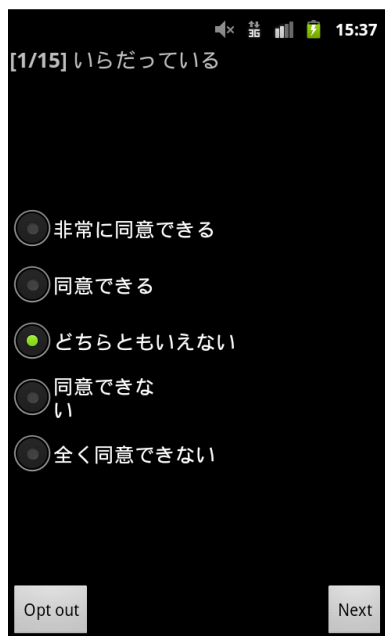 3G 15:37
[1/15] いらだっている
非常に同意できる
同意できる
どちらともいえない
同意できな
い
全く同意できない
Opt out Next